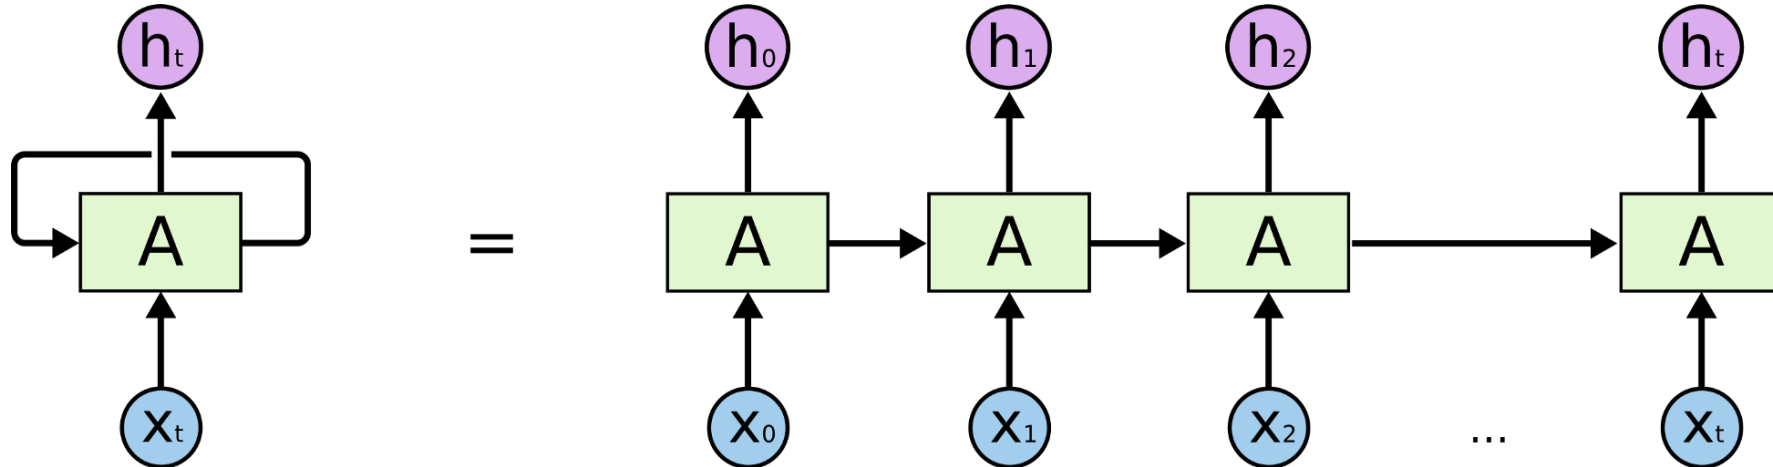 ht h0 h1 h2 ht
A = A A A A
xt x0 x1 x2 ... xt